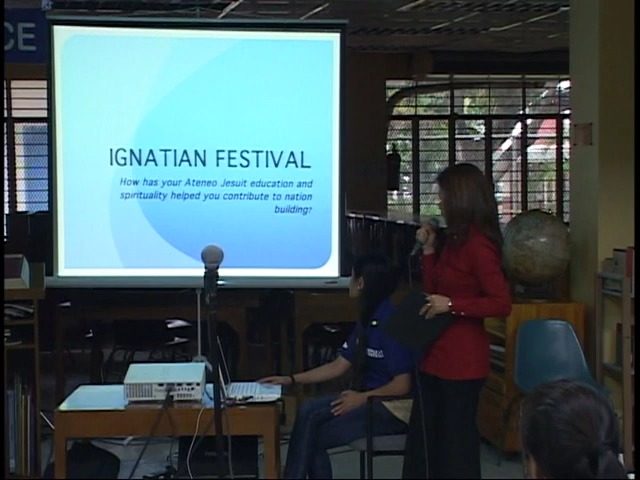 CE
IGNATIAN FESTIVAL
How has your Ateneo Jesuit education and
spirituality helped you contribute to nation
building?